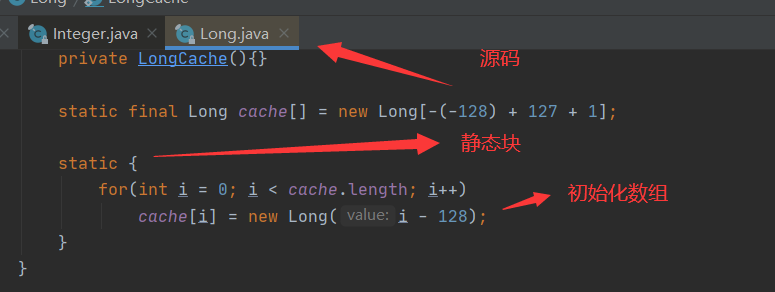 Long
LongCache
Integer.java
Long.java
private LongCache(){}
源码
static final Long cache[] = new Long[-(-128) + 127 + 1];
静态块
static {
for(int i = 0; i < cache.length; i++)
初始化数组
cache[i] = new Long( value: i - 128);
}
}